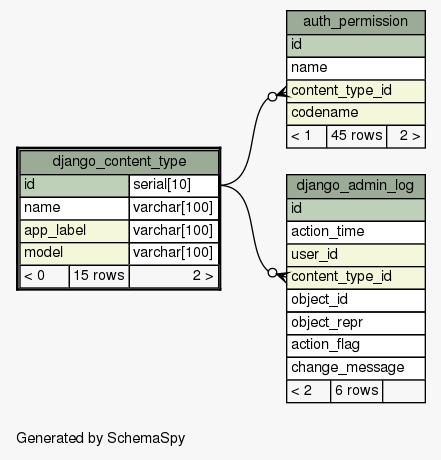 auth_permission
id
name
content_type_id
codename
< 1 45 rows 2 >
django_content_type
id serial[10]
name varchar[100]
app_label varchar[100]
model varchar[100]
< 0 15 rows 2 >
django_admin_log
id
action_time
user_id
content_type_id
object_id
object_repr
action_flag
change_message
< 2 6 rows
Generated by SchemaSpy